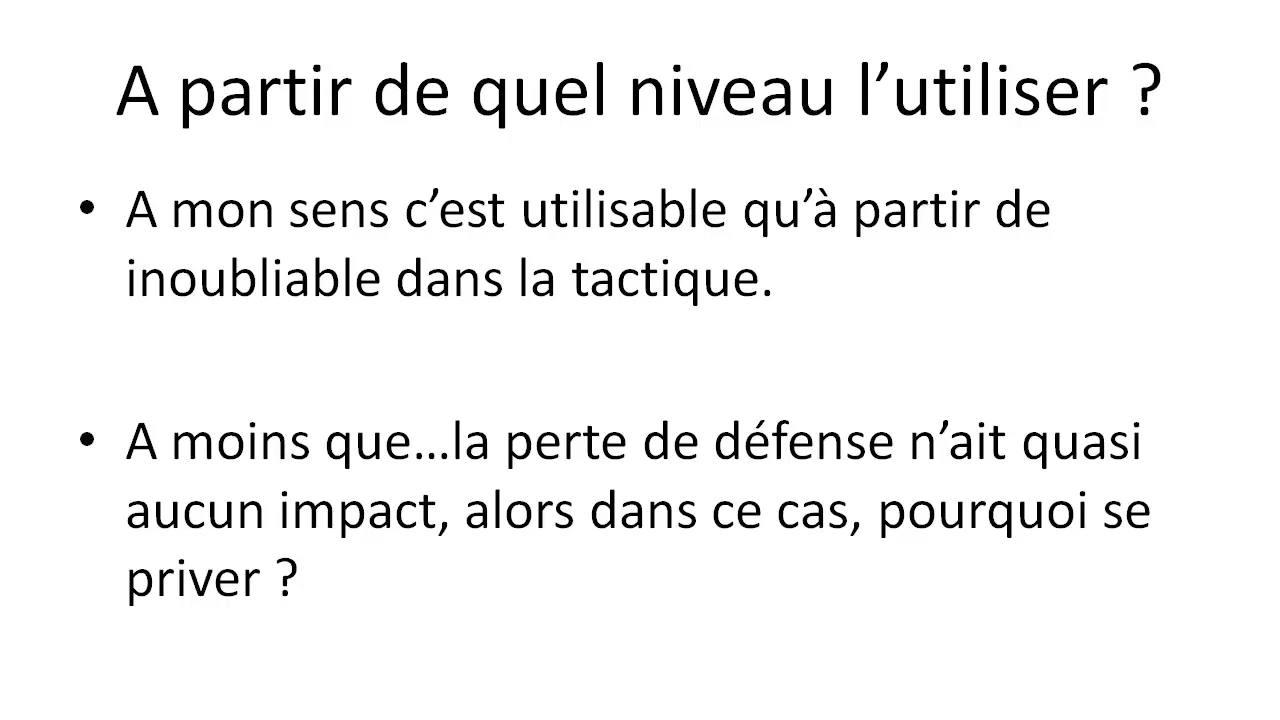 A partir de quel niveau l’utiliser ?
• A mon sens c’est utilisable qu’à partir de
inoubliable dans la tactique.
• A moins que…la perte de défense n’ait quasi
aucun impact, alors dans ce cas, pourquoi se
priver ?